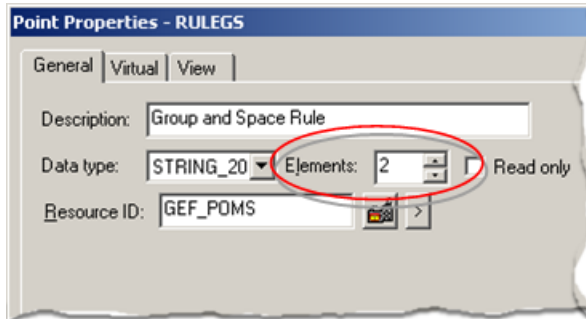 Point Properties - RULEGS
General Virtual View
Description: Group and Space Rule
Data type: STRING_20 Elements: 2 Read only
Resource ID: GEF_POMS >